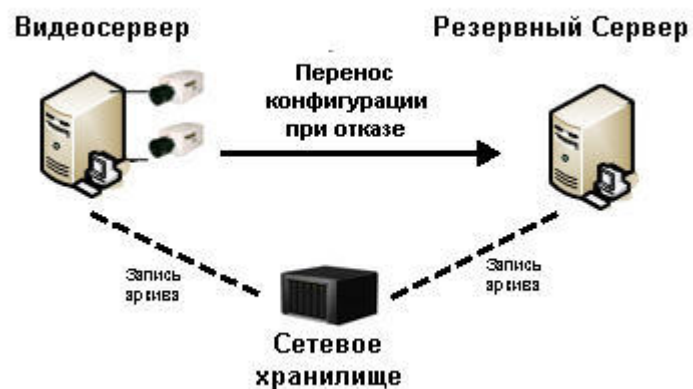 Видеосервер
Резервный Сервер
Перенос
конфигурации
при отказе
Запись
архива
Запись
архива
Сетевое
хранилище